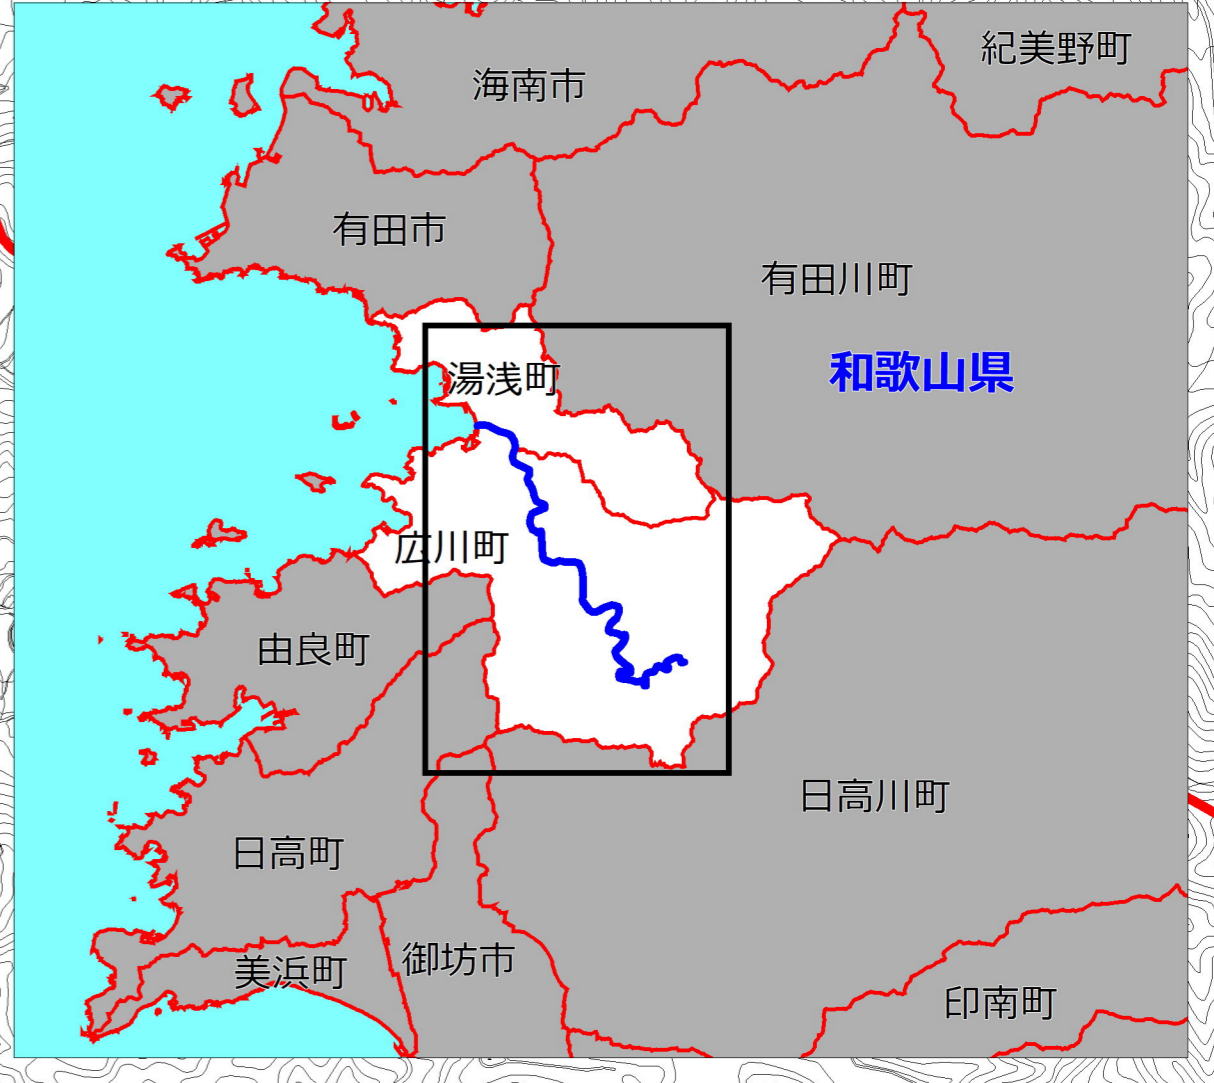 紀美野町
海南市
有田市
有田川町
和歌山県
湯浅町
広川町
由良町
日高川町
日高町
御坊市
美浜町
印南町